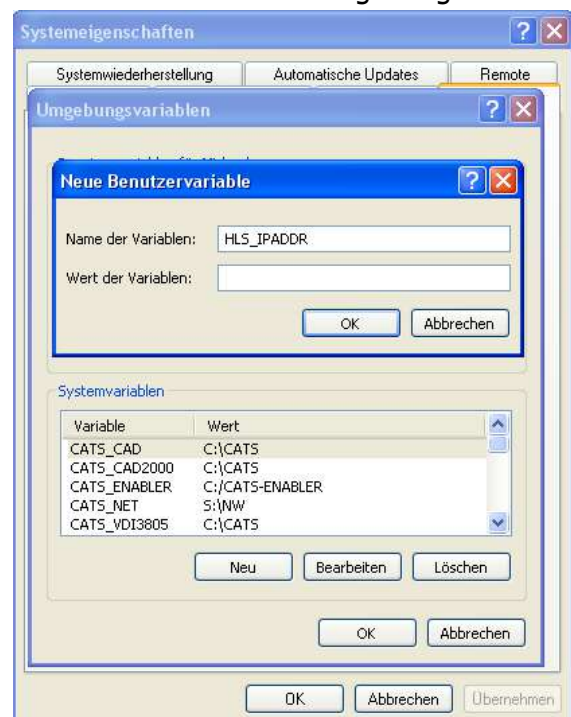 Systemeigenschaften
Systemwiederherstellung Automatische Updates Remote
Umgebungsvariablen
Neue Benutzervariable
Name der Variablen: HLS_IPADDR
Wert der Variablen:
OK Abbrechen
Systemvariablen
Variable Wert
CATS_CAD C:\CATS
CATS_CAD2000 C:\CATS
CATS_ENABLER C:/CATS-ENABLER
CATS_NET S:\NW
CATS_VDI3805 C:\CATS
Neu Bearbeiten Löschen
OK Abbrechen
OK Abbrechen Übernehmen